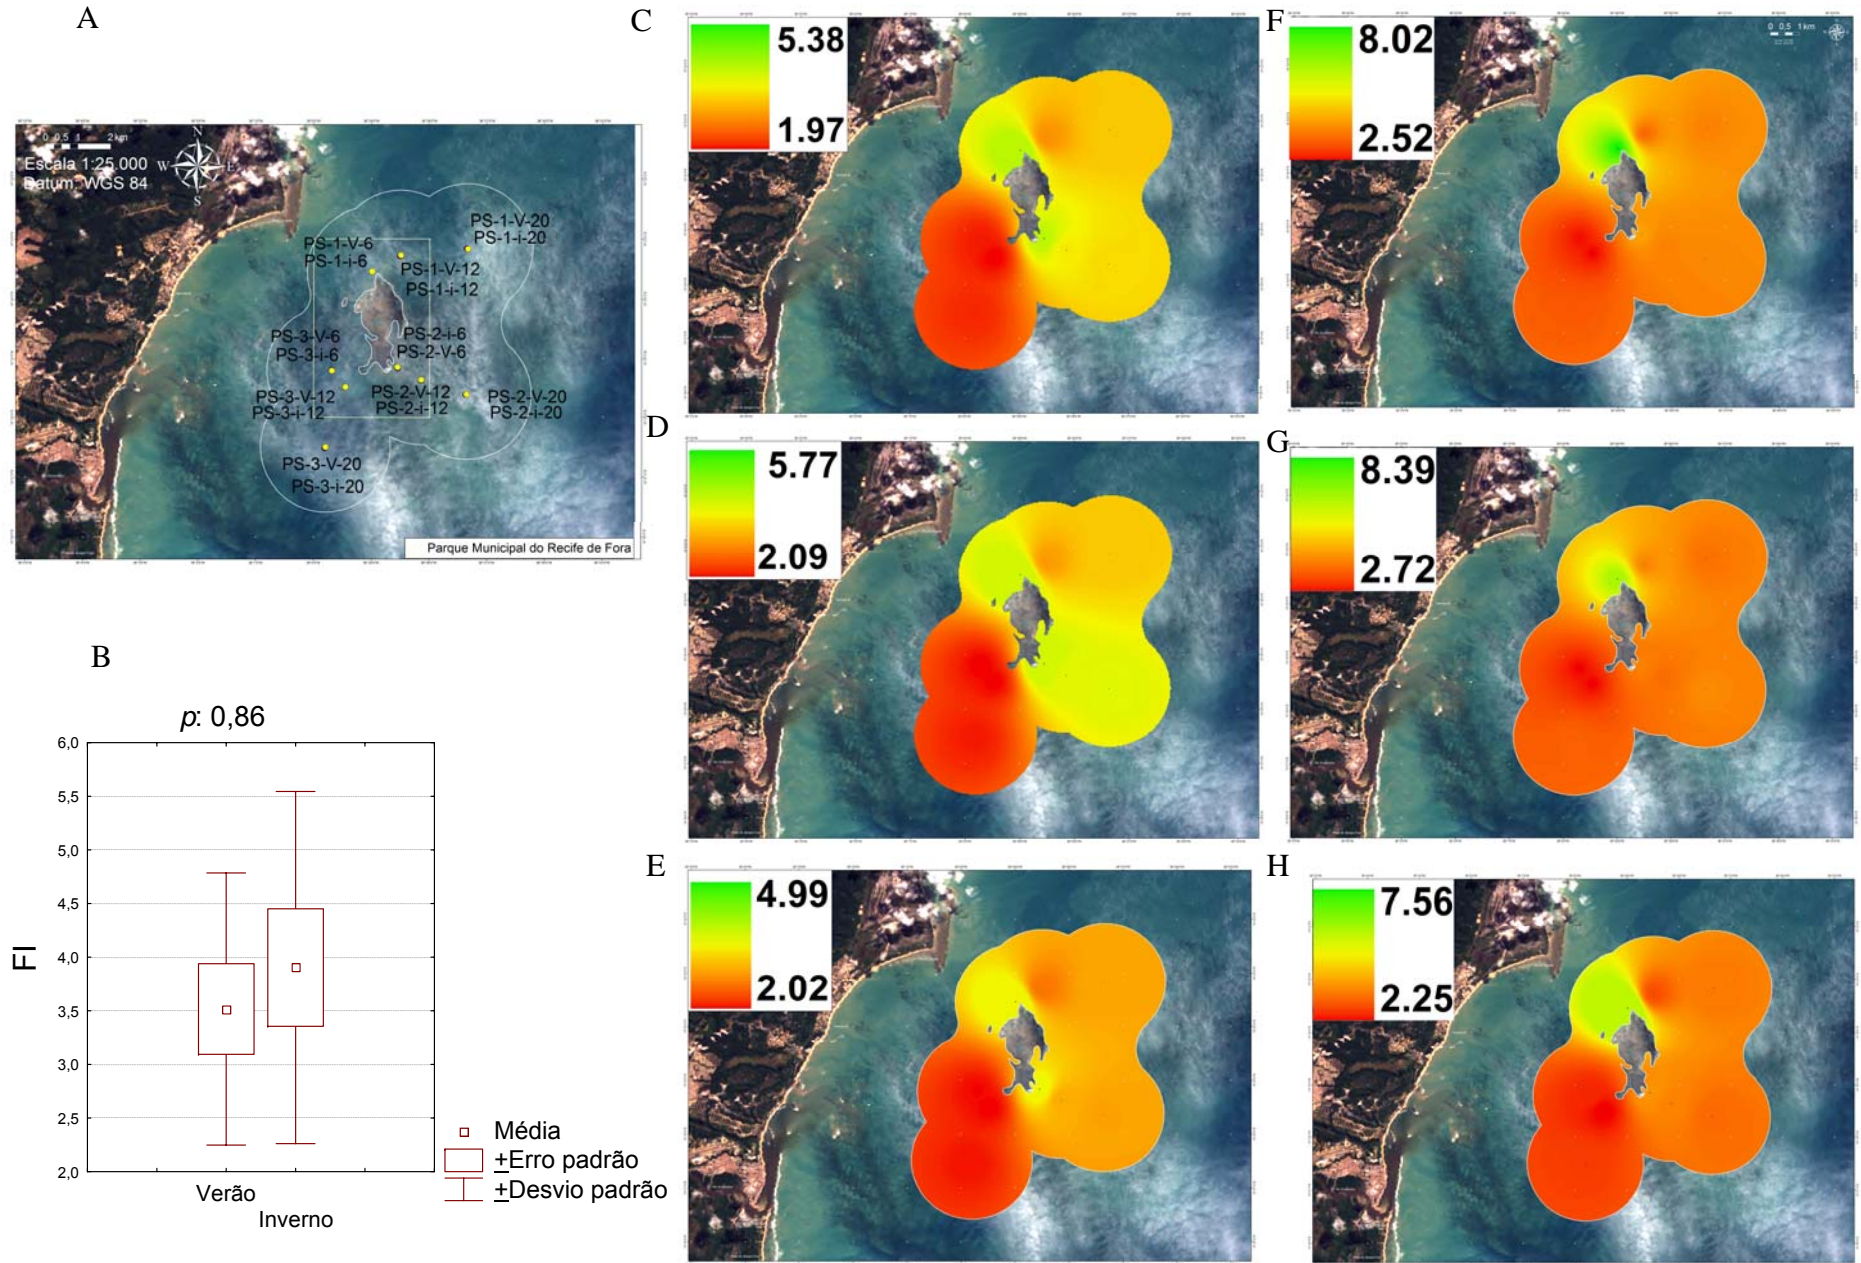 A
0 0.5 1 2 km
Escala 1:25.000
Datum: WGS 84
N
W
E
S
PS-1-V-20
PS-1-i-20
PS-1-V-6
PS-1-i-6
PS-1-V-12
PS-1-i-12
PS-3-V-6
PS-3-i-6
PS-2-i-6
PS-2-V-6
PS-3-V-12
PS-3-i-12
PS-2-V-12
PS-2-i-12
PS-2-V-20
PS-2-i-20
PS-3-V-20
PS-3-i-20
Parque Municipal do Recife de Fora
B
p: 0,86
6,0
5,5
5,0
4,5
4,0
3,5
3,0
2,5
2,0
FI
Verão
Inverno
Média
+Erro padrão
+Desvio padrão
C
5.38
1.97
D
5.77
2.09
E
4.99
2.02
F
8.02
2.52
0 0.5 1 km
G
8.39
2.72
H
7.56
2.25